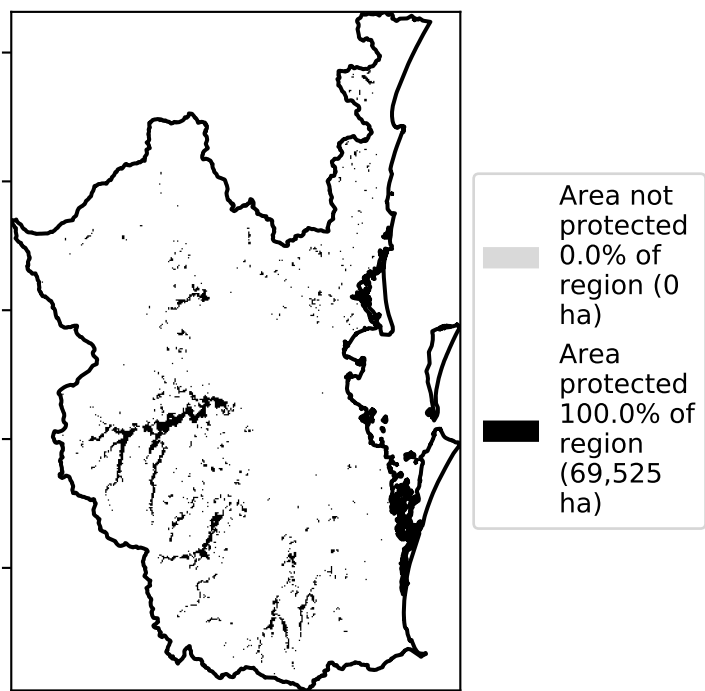 Area not
protected
0.0% of
region (0
ha)
Area
protected
100.0% of
region
(69,525
ha)